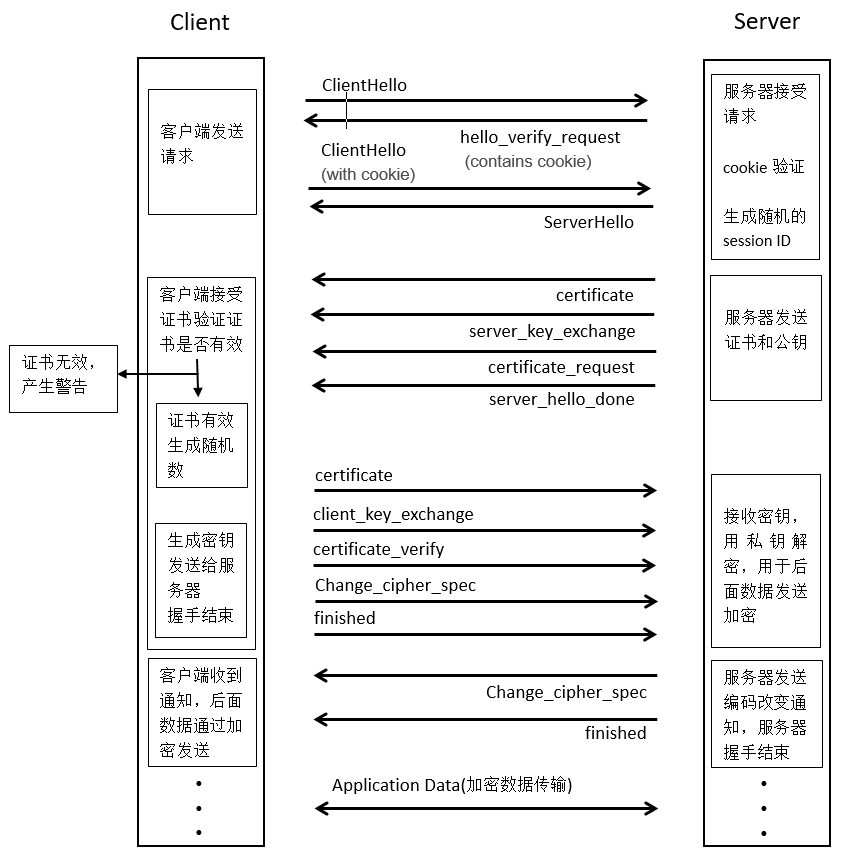 Client
Server
ClientHello
hello_verify_request
(contains cookie)
ClientHello
(with cookie)
ServerHello
客户端发送
请求
服务器接受
请求
cookie 验证
生成随机的
session ID
客户端接受
证书验证证
书是否有效
证书无效，
产生警告
证书有效
生成随机
数
certificate
server_key_exchange
certificate_request
server_hello_done
服务器发送
证书和公钥
certificate
client_key_exchange
certificate_verify
Change_cipher_spec
finished
生成密钥
发送给服
务器
握手结束
接收密钥，
用私钥解
密，用于后
面数据发送
加密
客户端收到
通知，后面
数据通过加
密发送
Change_cipher_spec
finished
服务器发送
编码改变通
知，服务器
握手结束
Application Data(加密数据传输)